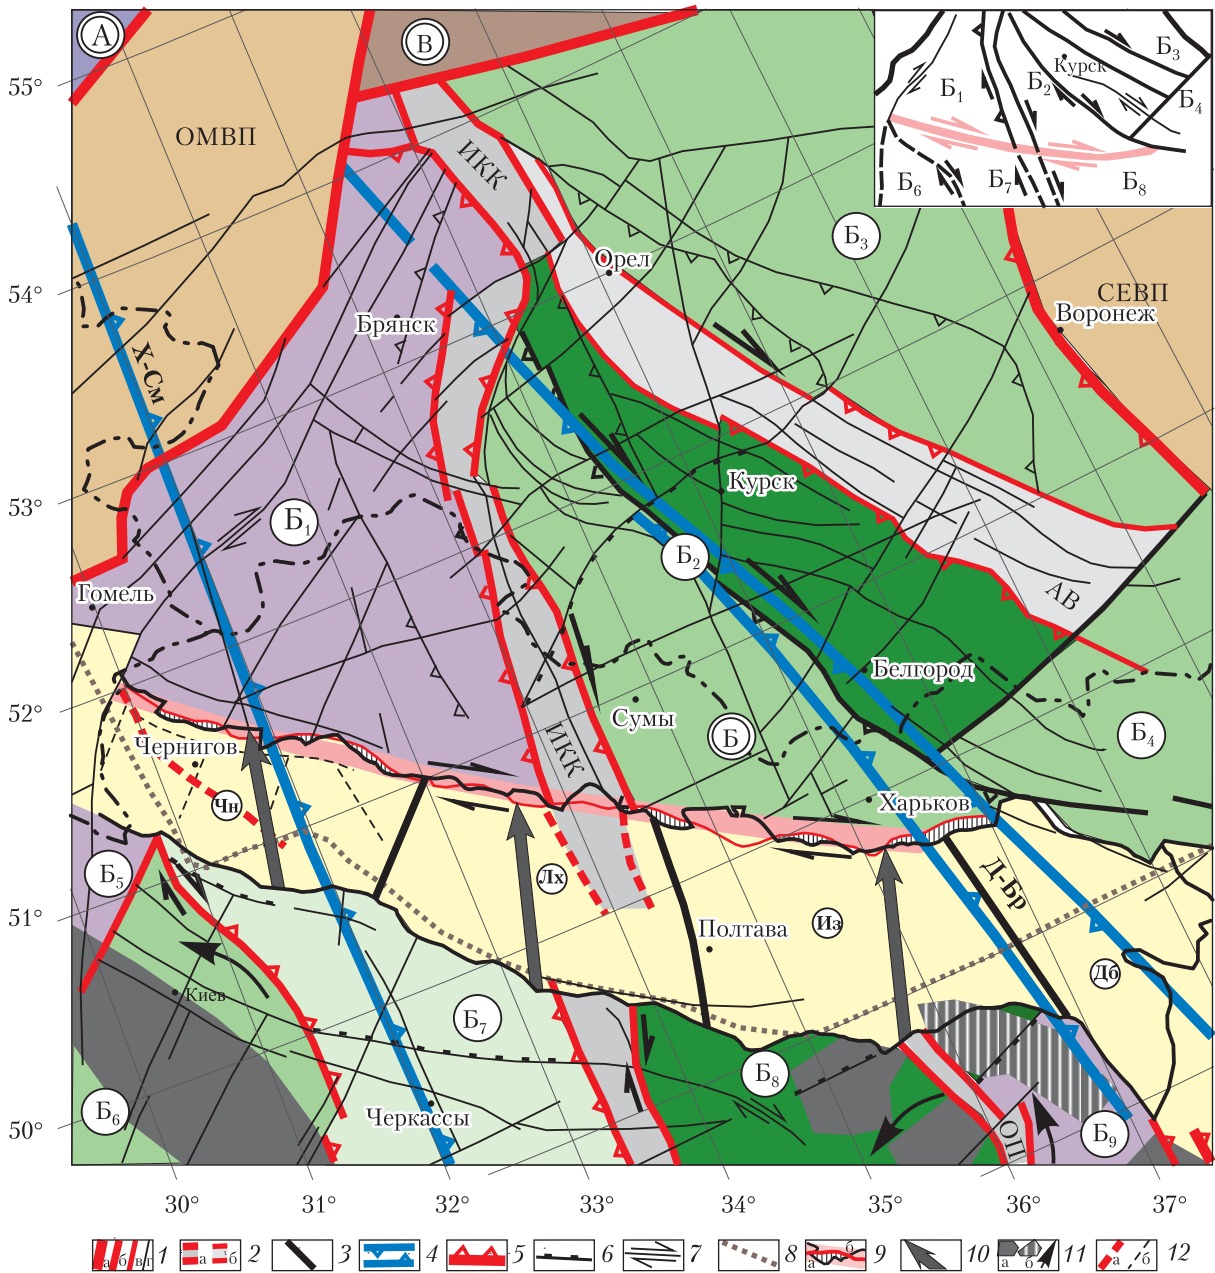 А
В
ОМВП
55°
ИКК
Б₃
Орел
СЕВП
Воронеж
54°
Брянск
Х-См
53°
Курск
Б₁
Б₂
АВ
Гомель
Белгород
52°
Сумы
Б
Б₄
Чернигов
ИКК
Чн
Харьков
Б₅
Лх
Д-Бр
51°
Из
Полтава
Дб
Киев
Б₇
Б₈
Б₆
Черкассы
ОП
Б₉
50°
30° 31° 32° 33° 34° 35° 36° 37°
Б₃
Курск
Б₁
Б₂
Б₄
Б₆
Б₇
Б₈
а б в г 1 а б 2 3 4 5 6 7 8 а б 9 10 а б 11 а б 12